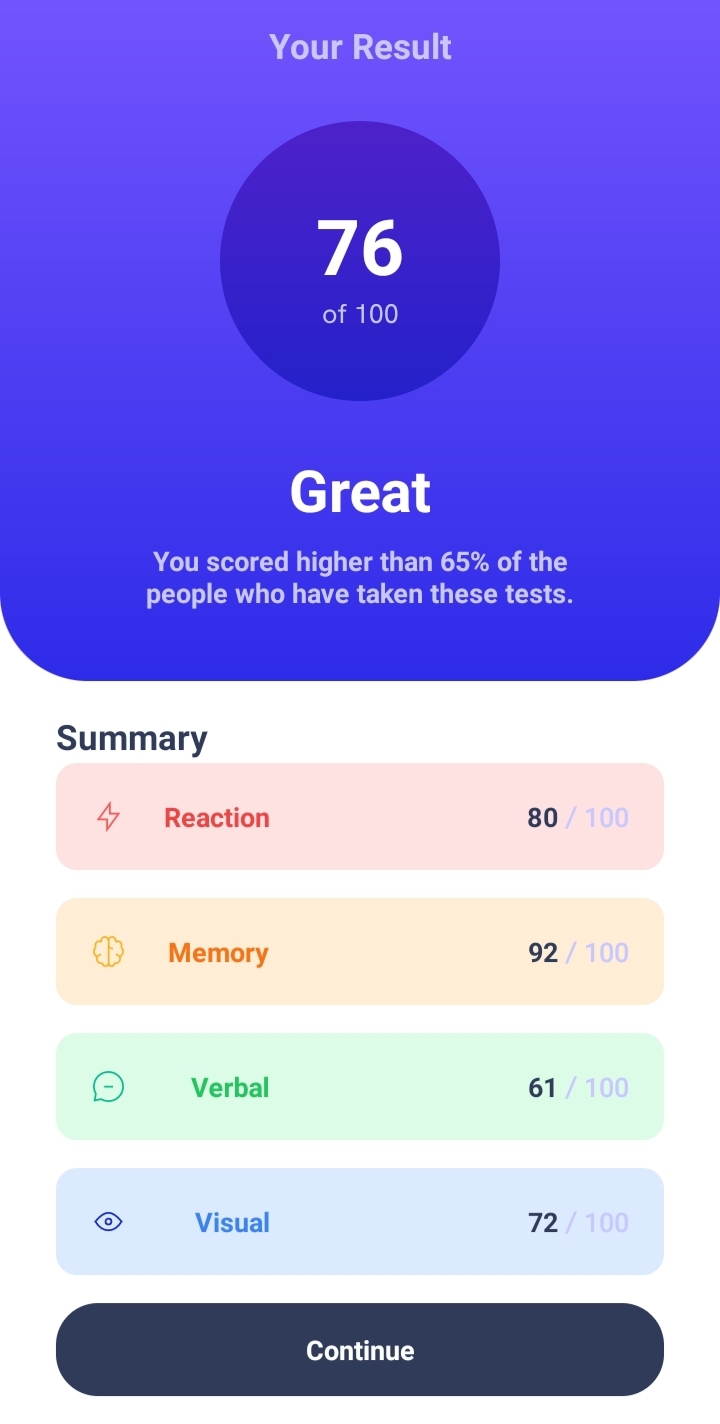 Your Result
76
of 100
Great
You scored higher than 65% of the
people who have taken these tests.
Summary
Reaction 80 / 100
Memory 92 / 100
Verbal 61 / 100
Visual 72 / 100
Continue